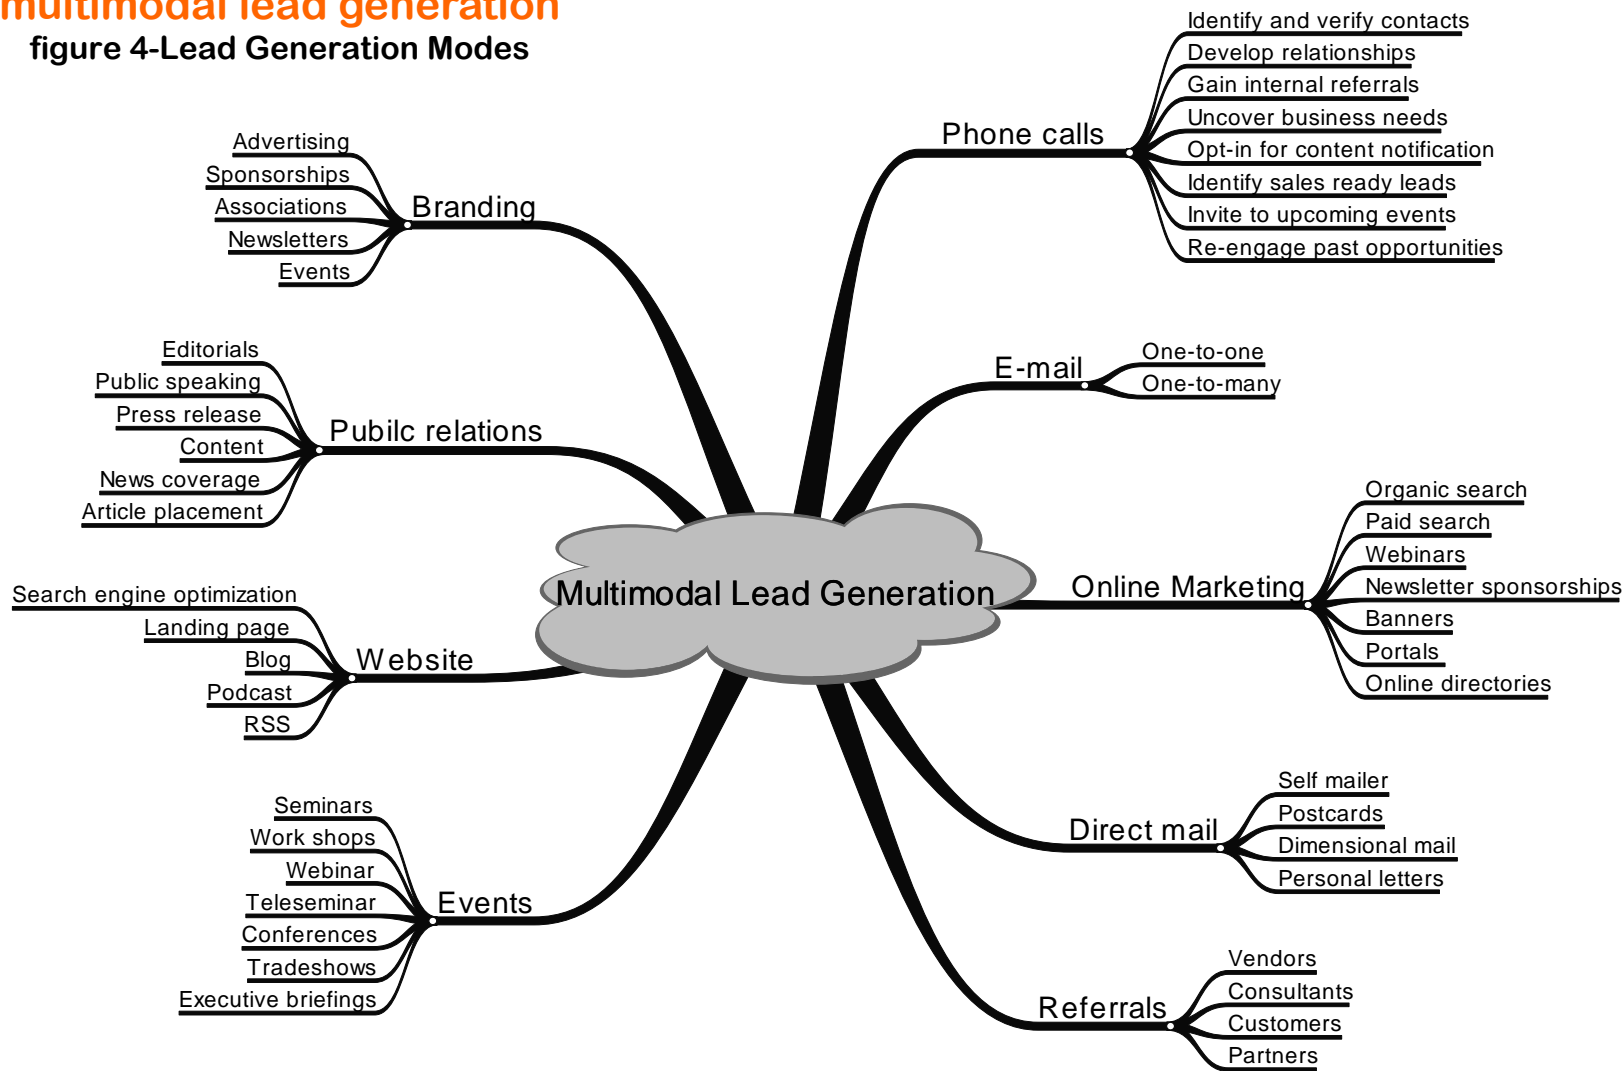 multimodal lead generation
figure 4-Lead Generation Modes
Multimodal Lead Generation
Phone calls
Identify and verify contacts
Develop relationships
Gain internal referrals
Uncover business needs
Opt-in for content notification
Identify sales ready leads
Invite to upcoming events
Re-engage past opportunities
E-mail
One-to-one
One-to-many
Online Marketing
Organic search
Paid search
Webinars
Newsletter sponsorships
Banners
Portals
Online directories
Direct mail
Self mailer
Postcards
Dimensional mail
Personal letters
Referrals
Vendors
Consultants
Customers
Partners
Branding
Advertising
Sponsorships
Associations
Newsletters
Events
Pubilc relations
Editorials
Public speaking
Press release
Content
News coverage
Article placement
Website
Search engine optimization
Landing page
Blog
Podcast
RSS
Events
Seminars
Work shops
Webinar
Teleseminar
Conferences
Tradeshows
Executive briefings